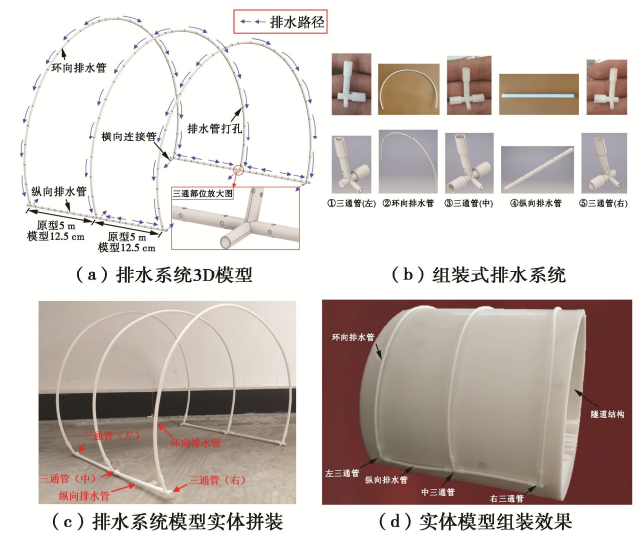 排水路径
环向排水管
排水管打孔
横向连接管
纵向排水管
三通部位放大图
原型5 m
模型12.5 cm
原型5 m
模型12.5 cm
(a)排水系统3D模型
①三通管(左)
②环向排水管
③三通管(中)
④纵向排水管
⑤三通管(右)
(b)组装式排水系统
三通管(左)
环向排水管
三通管(中)
纵向排水管
三通管(右)
(c)排水系统模型实体拼装
环向排水管
隧道结构
左三通管
纵向排水管
中三通管
右三通管
(d)实体模型组装效果